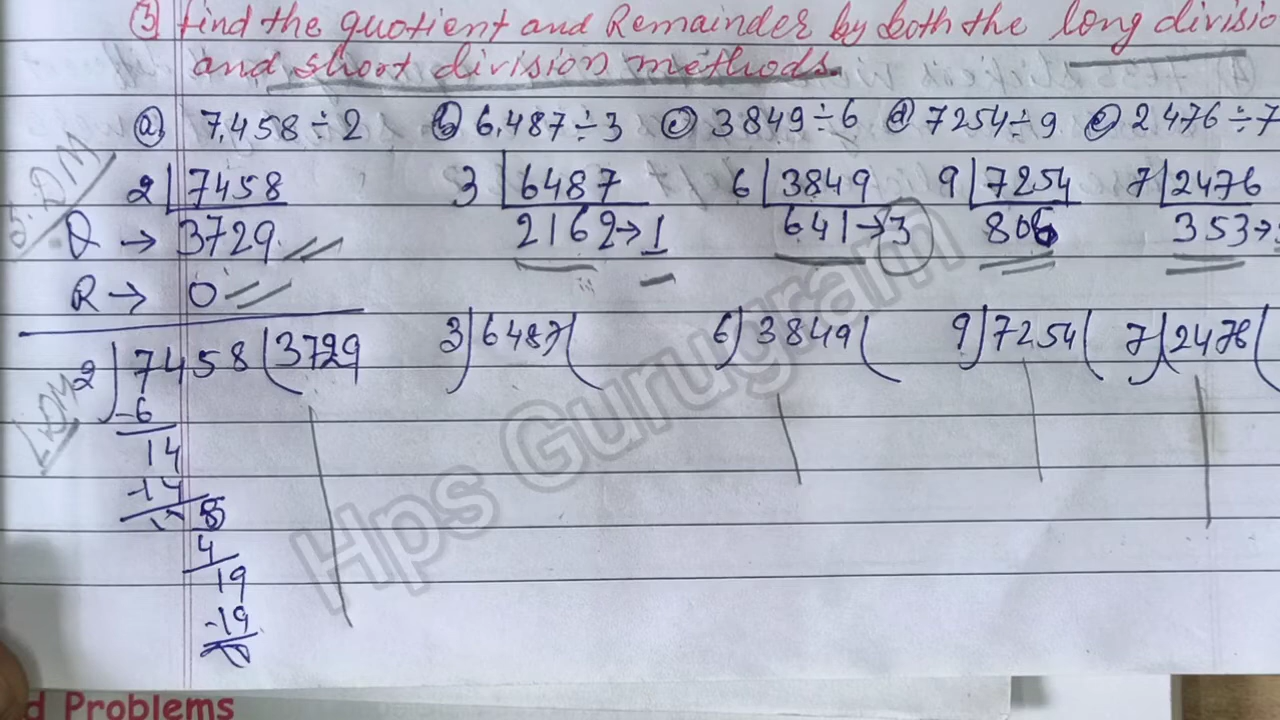 ③ find the quotient and Remainder by both the long divisio
and short division methods.
ⓐ 7,458÷2 ⓑ 6,487÷3 ⓒ 3849÷6 ⓓ 7254÷9 ⓔ 2476÷7
S.DM
2 7458 3 6487 6 3849 9 7254 7 2476
Q → 3729 2162→1 641→3 806 353→
R → 0
2)7458(3729 3)6487( 6)3849( 9)7254( 7)2476(
L.DM
-6
14
-14
5
4
19
-19
0
Hps Gurugram
d Problems